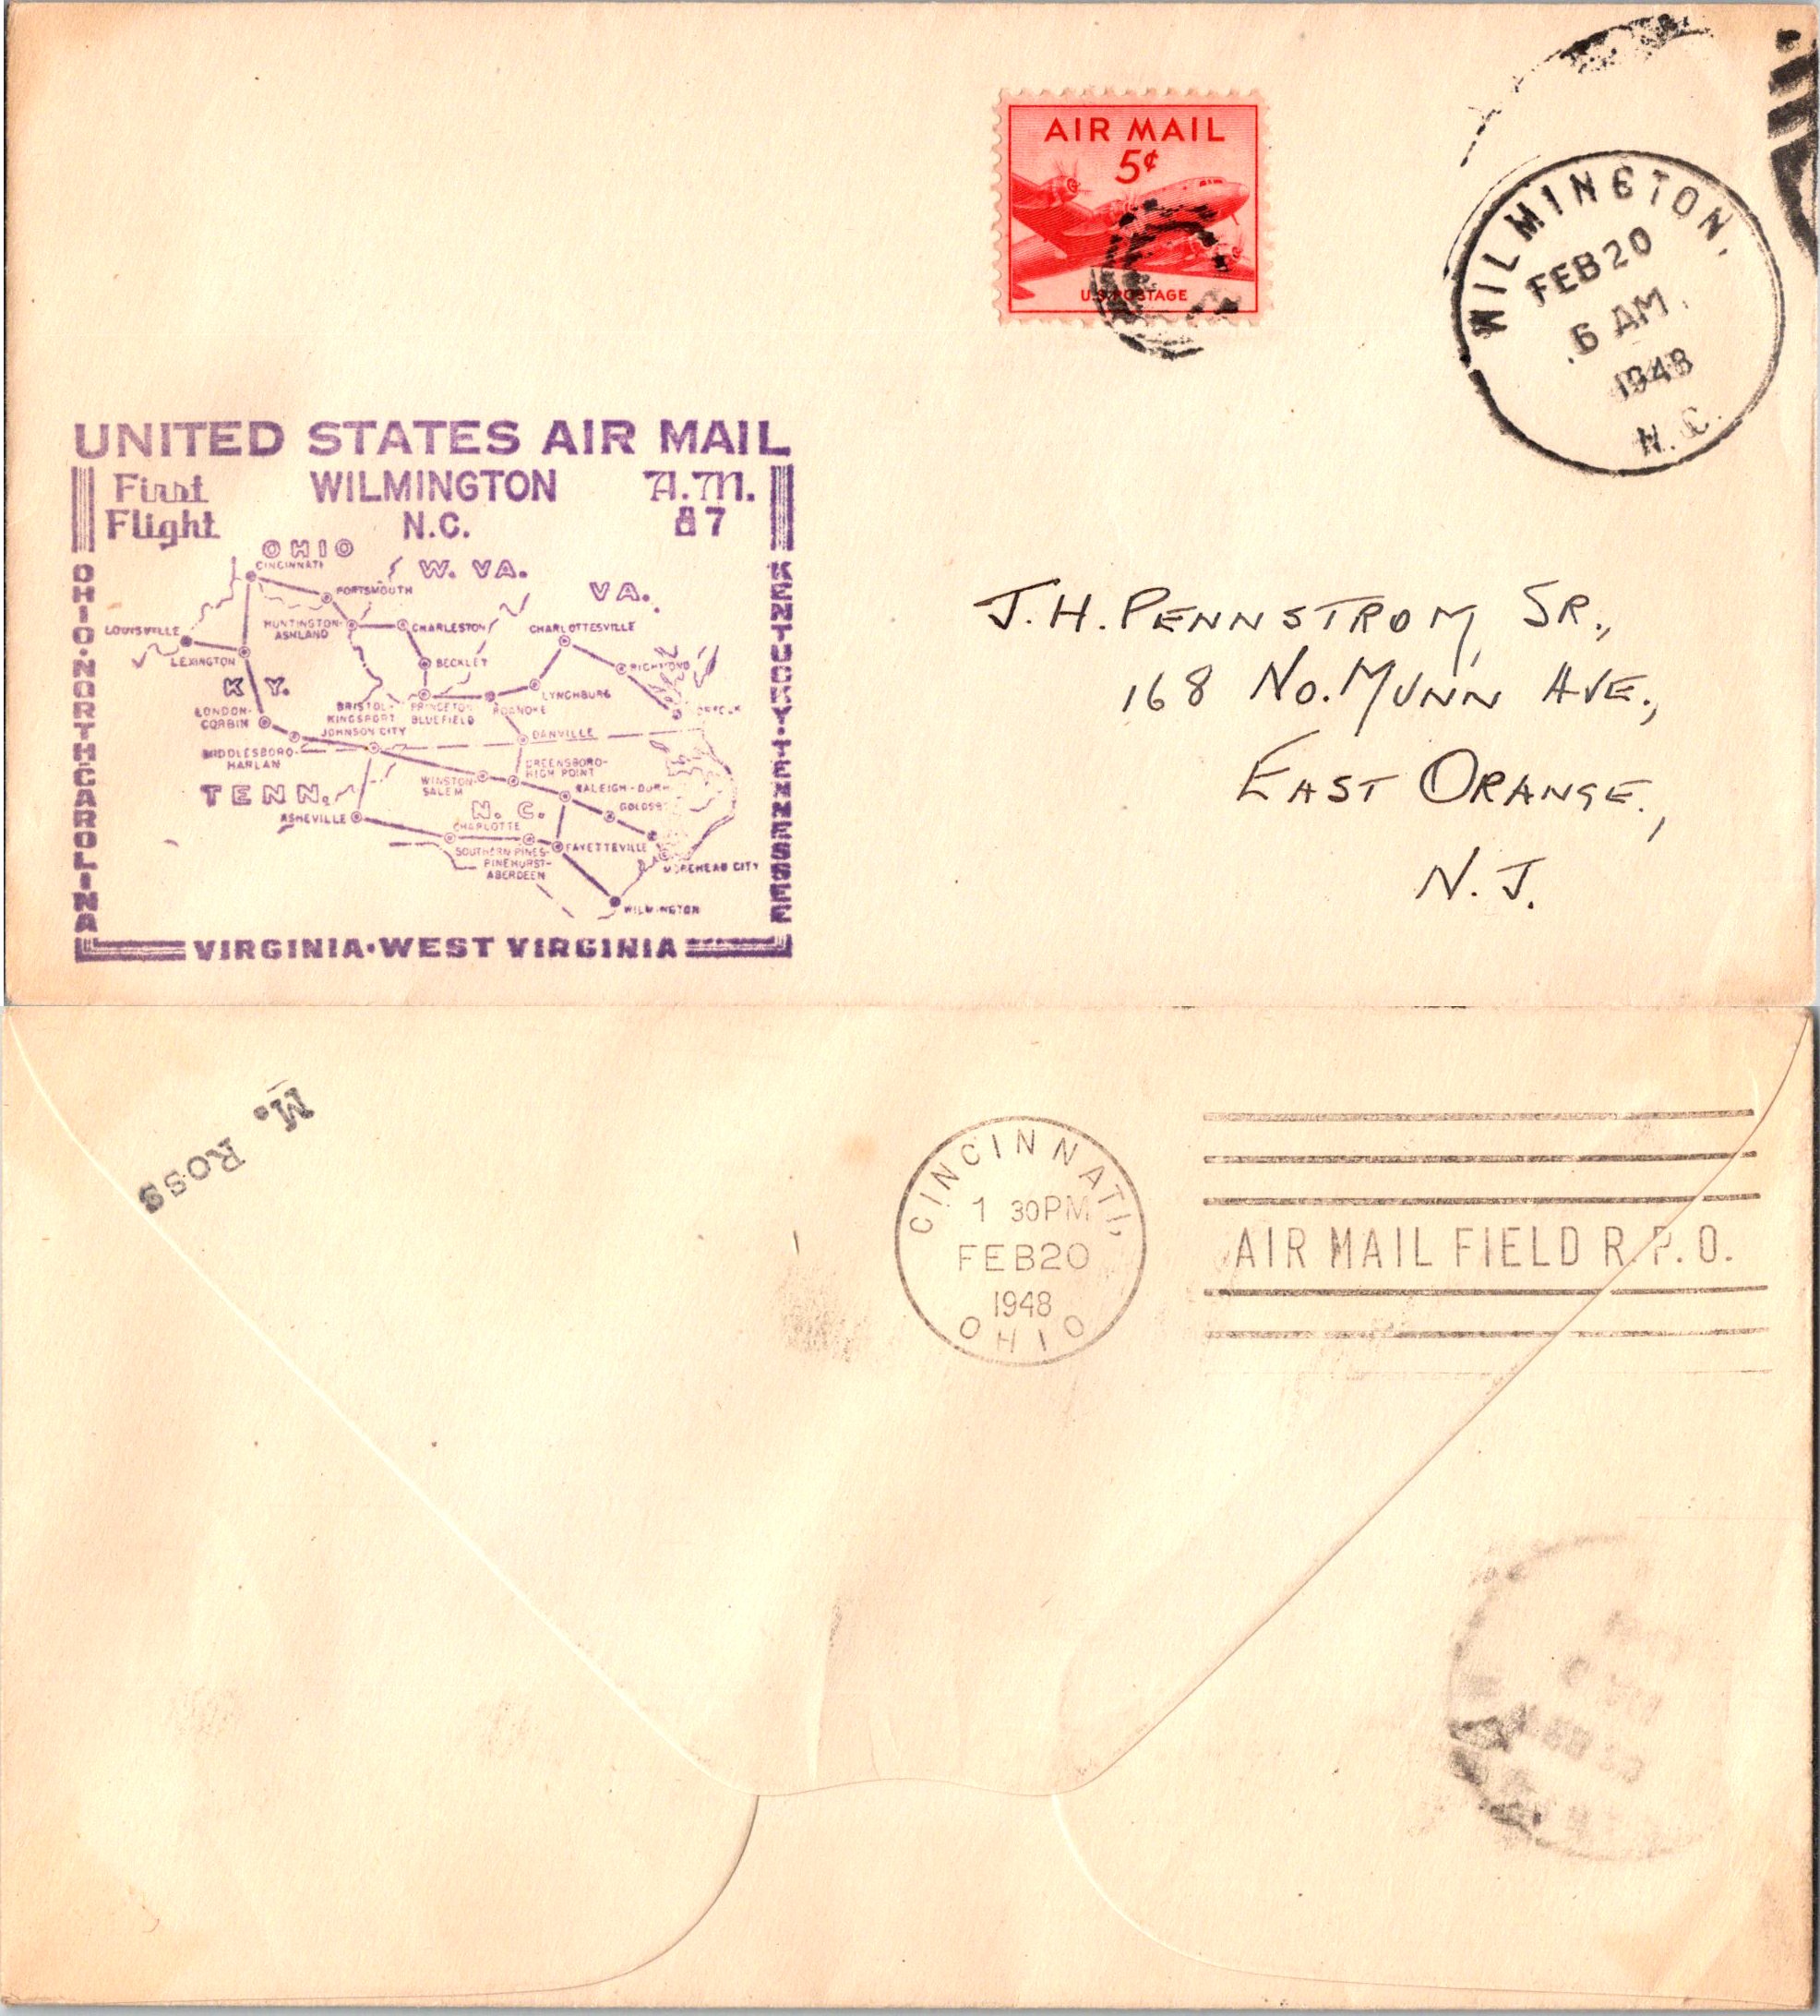 AIR MAIL
5¢
U.S. POSTAGE
WILMINGTON,
FEB 20
6 AM
1948
N.C.
UNITED STATES AIR MAIL
First WILMINGTON A.M.
Flight N.C. 87
OHIO
CINCINNATI
W. VA.
PORTSMOUTH
VA.
LOUISVILLE
HUNTINGTON-
ASHLAND
CHARLESTON
CHARLOTTESVILLE
LEXINGTON
BECKLEY
RICHMOND
KY.
LYNCHBURG
LONDON-
CORBIN
BRISTOL-
KINGSPORT
JOHNSON CITY
PRINCETON
BLUEFIELD
ROANOKE
NORFOLK
DANVILLE
MIDDLESBORO-
HARLAN
GREENSBORO-
HIGH POINT
WINSTON-
SALEM
TENN.
RALEIGH-DUR
GOLDSB
N. C.
ASHEVILLE
CHARLOTTE
SOUTHERN PINES-
PINEHURST-
ABERDEEN
FAYETTEVILLE
MOREHEAD CITY
WILMINGTON
OHIO·NORTH CAROLINA
KENTUCKY·TENNESSEE
VIRGINIA·WEST VIRGINIA
J.H. PENNSTROM, SR.,
168 NO. MUNN AVE.,
EAST ORANGE,
N.J.
M. Ross
CINCINNATI,
1 30PM
FEB20
1948
OHIO
AIR MAIL FIELD R.P.O.